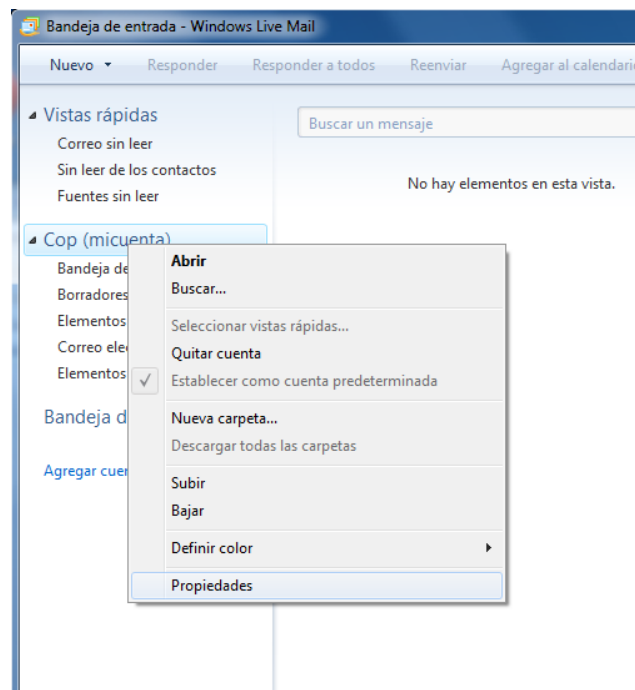 Bandeja de entrada - Windows Live Mail
Nuevo Responder Responder a todos Reenviar Agregar al
Vistas rápidas
Buscar un mensaje
Correo sin leer
Sin leer de los contactos
No hay elementos en esta vista.
Fuentes sin leer
Cop (micuenta)
Bandeja de
Borradores
Elementos
Correo
Elementos
Bandeja
Agregar
Abrir
Buscar...
Seleccionar vistas rápidas...
Quitar cuenta
Establecer como cuenta predeterminada
Nueva carpeta...
Descargar todas las carpetas
Subir
Bajar
Definir color
Propiedades